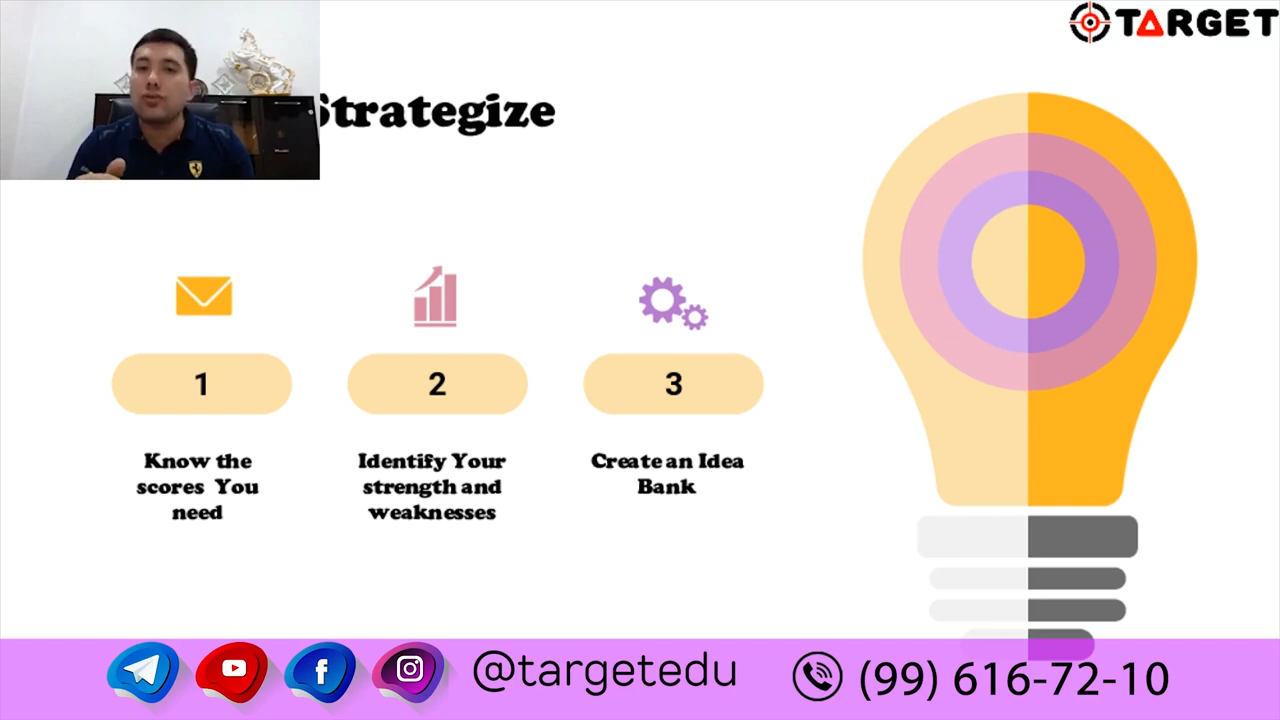 TARGET
Strategize
1
2
3
Know the
scores You
need
Identify Your
strength and
weaknesses
Create an Idea
Bank
@targetedu
(99) 616-72-10